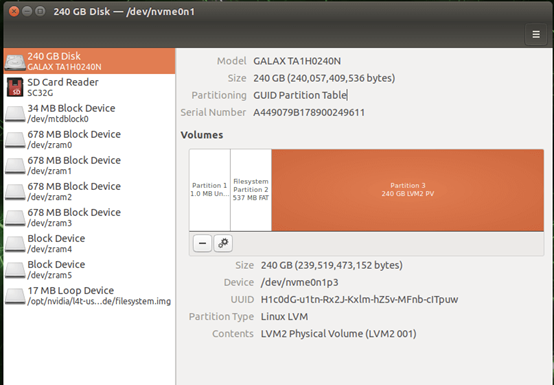 240 GB Disk — /dev/nvme0n1
240 GB Disk
GALAX TA1H0240N
SD Card Reader
SC32G
34 MB Block Device
/dev/mtdblock0
678 MB Block Device
/dev/zram0
678 MB Block Device
/dev/zram1
678 MB Block Device
/dev/zram2
678 MB Block Device
/dev/zram3
Block Device
/dev/zram4
Block Device
/dev/zram5
17 MB Loop Device
/opt/nvidia/l4t-us...de/filesystem.img
Model GALAX TA1H0240N
Size 240 GB (240,057,409,536 bytes)
Partitioning GUID Partition Table
Serial Number A449079B178900249611
Volumes
Partition 1
1.0 MB Un...
Filesystem
Partition 2
537 MB FAT
Partition 3
240 GB LVM2 PV
Size 240 GB (239,519,473,152 bytes)
Device /dev/nvme0n1p3
UUID H1c0dG-u1tn-Rx2J-Kxlm-hZ5v-MFnb-cITpuw
Partition Type Linux LVM
Contents LVM2 Physical Volume (LVM2 001)